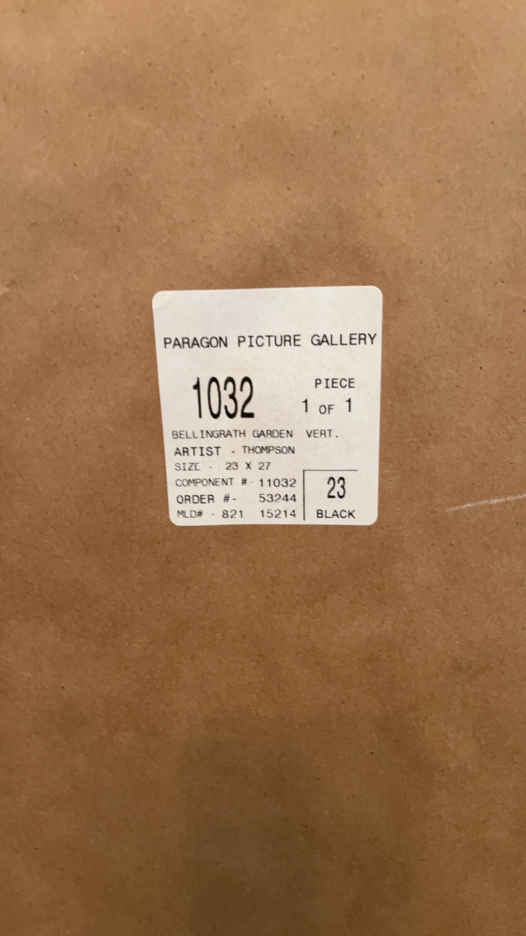 PARAGON PICTURE GALLERY
1032
PIECE
1 OF 1
BELLINGRATH GARDEN VERT.
ARTIST - THOMPSON
SIZE - 23 X 27
COMPONENT #- 11032
ORDER #- 53244
MLD# - 821 15214
23
BLACK